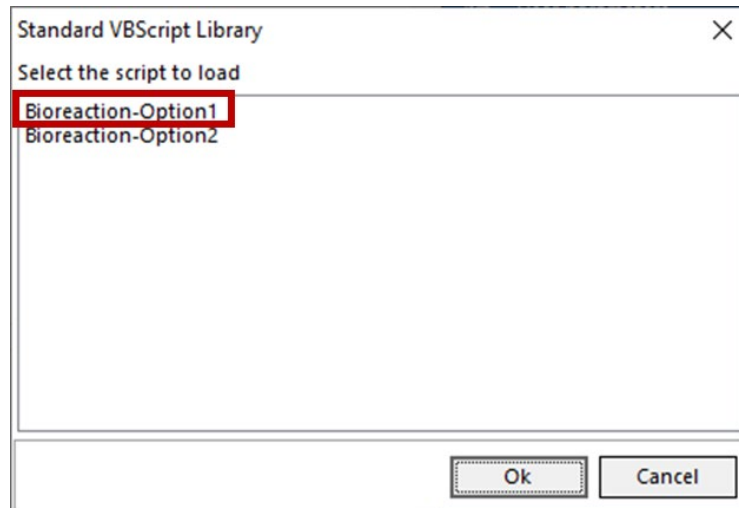 Standard VBScript Library
Select the script to load
Bioreaction-Option1
Bioreaction-Option2
Ok
Cancel